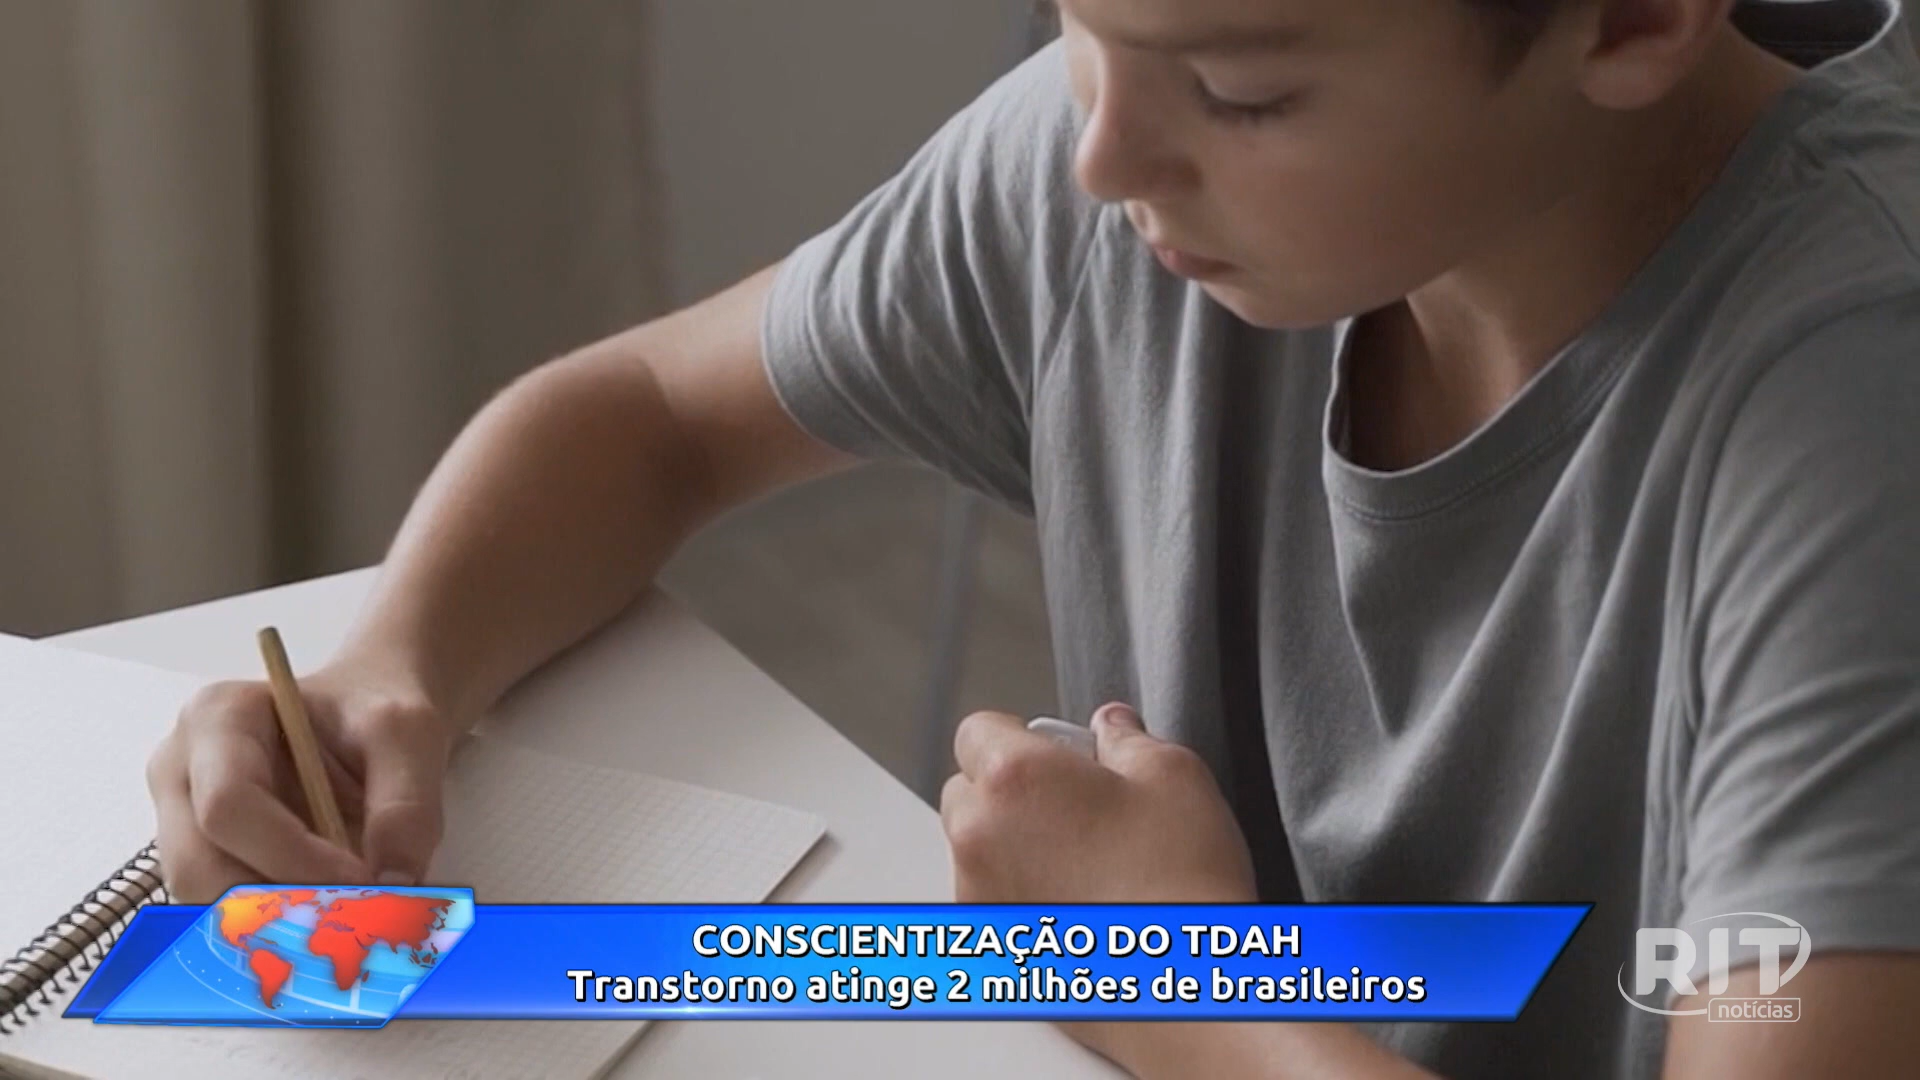 CONSCIENTIZAÇÃO DO TDAH
Transtorno atinge 2 milhões de brasileiros
RIT
notícias